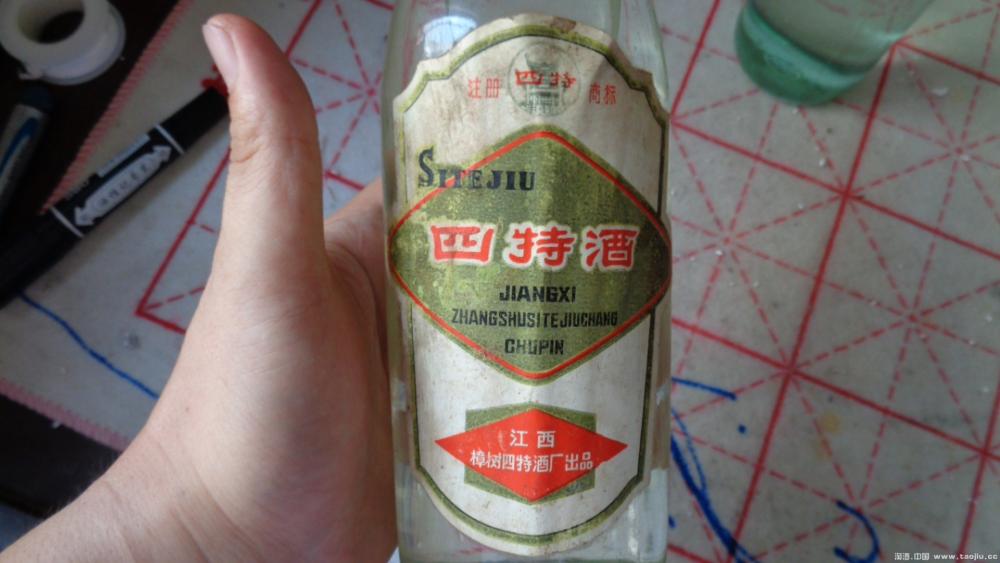 注册 四特 商标
SITEJIU
四特酒
JIANGXI
ZHANGSHUSITEJIUCHANG
CHUPIN
江西
樟树四特酒厂出品
淘酒.中国 www.taojiu.cc